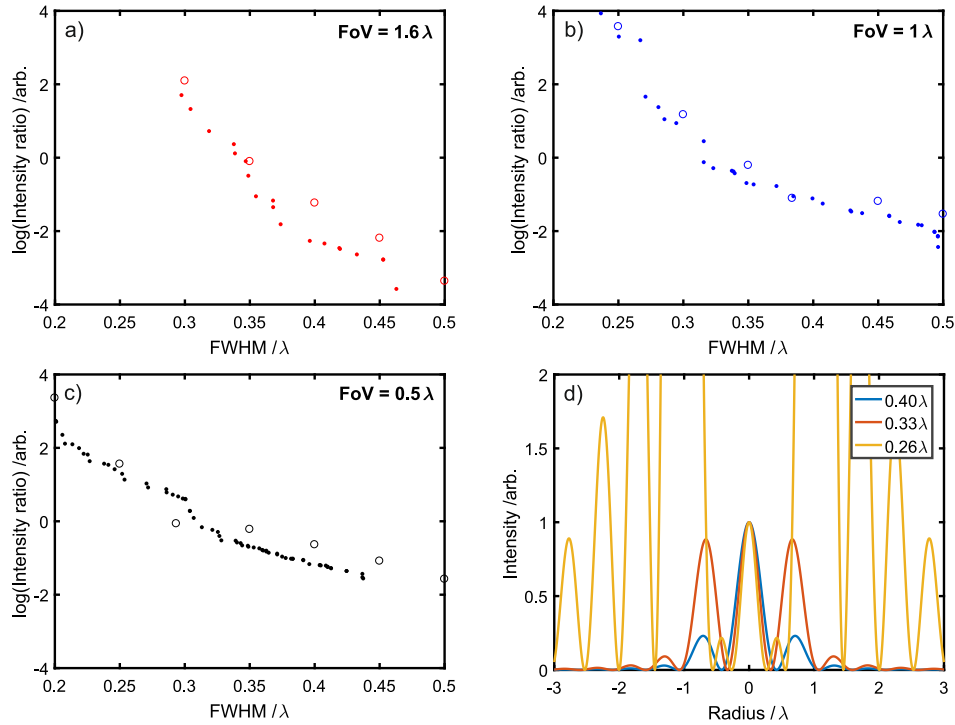 a)
FoV = 1.6 λ
log(Intensity ratio) /arb.
4
2
0
-2
-4
0.2 0.25 0.3 0.35 0.4 0.45 0.5
FWHM / λ
b)
FoV = 1 λ
log(Intensity ratio) /arb.
4
2
0
-2
-4
0.2 0.25 0.3 0.35 0.4 0.45 0.5
FWHM / λ
c)
FoV = 0.5 λ
log(Intensity ratio) /arb.
4
2
0
-2
-4
0.2 0.25 0.3 0.35 0.4 0.45 0.5
FWHM / λ
d)
0.40 λ
0.33 λ
0.26 λ
Intensity /arb.
2
1.5
1
0.5
0
-3 -2 -1 0 1 2 3
Radius / λ